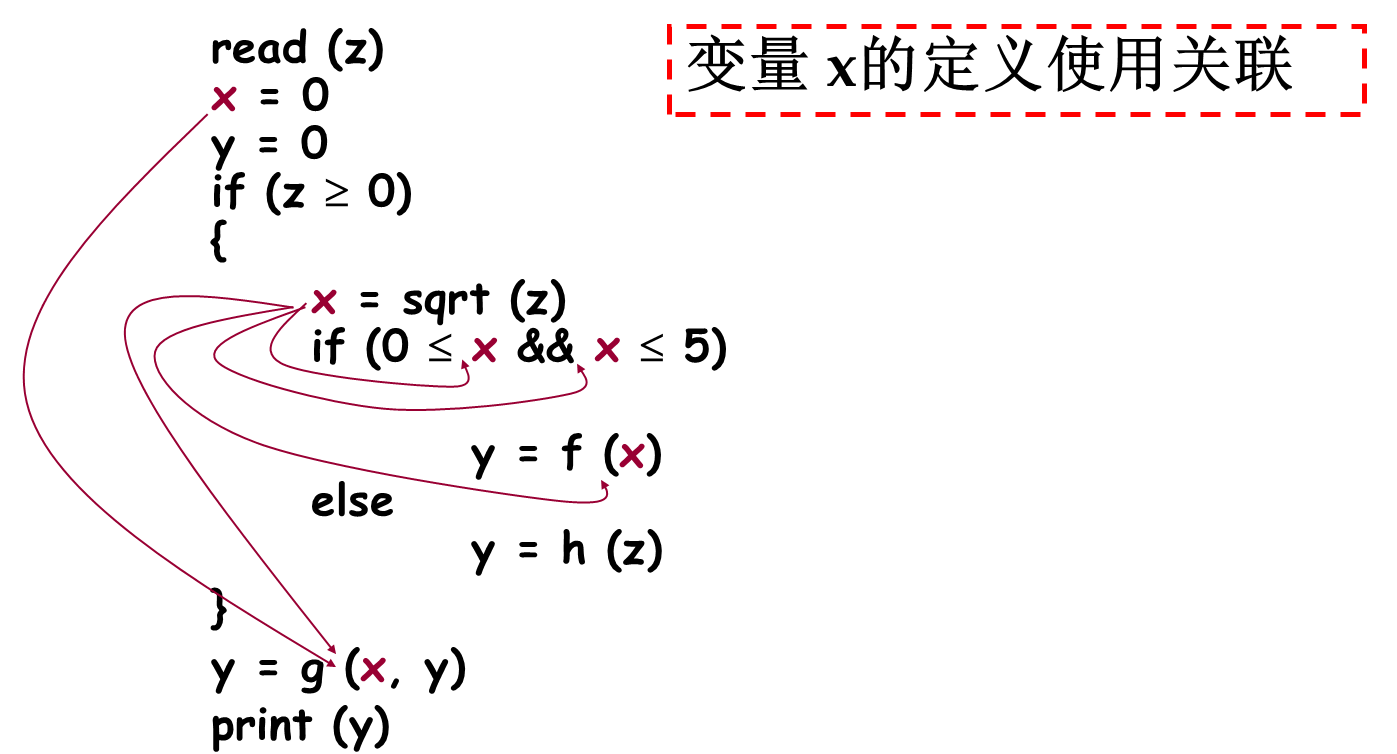 read (z)
变量 x的定义使用关联
x = 0
y = 0
if (z ≥ 0)
{
x = sqrt (z)
if (0 ≤ x && x ≤ 5)
y = f (x)
else
y = h (z)
}
y = g (x, y)
print (y)